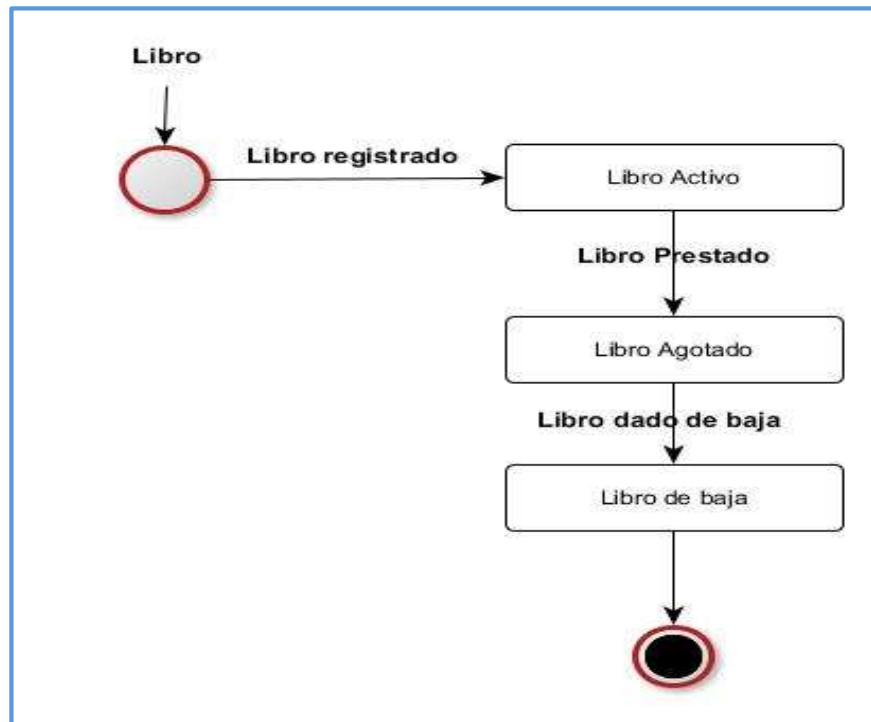 Libro
Libro registrado
Libro Activo
Libro Prestado
Libro Agotado
Libro dado de baja
Libro de baja